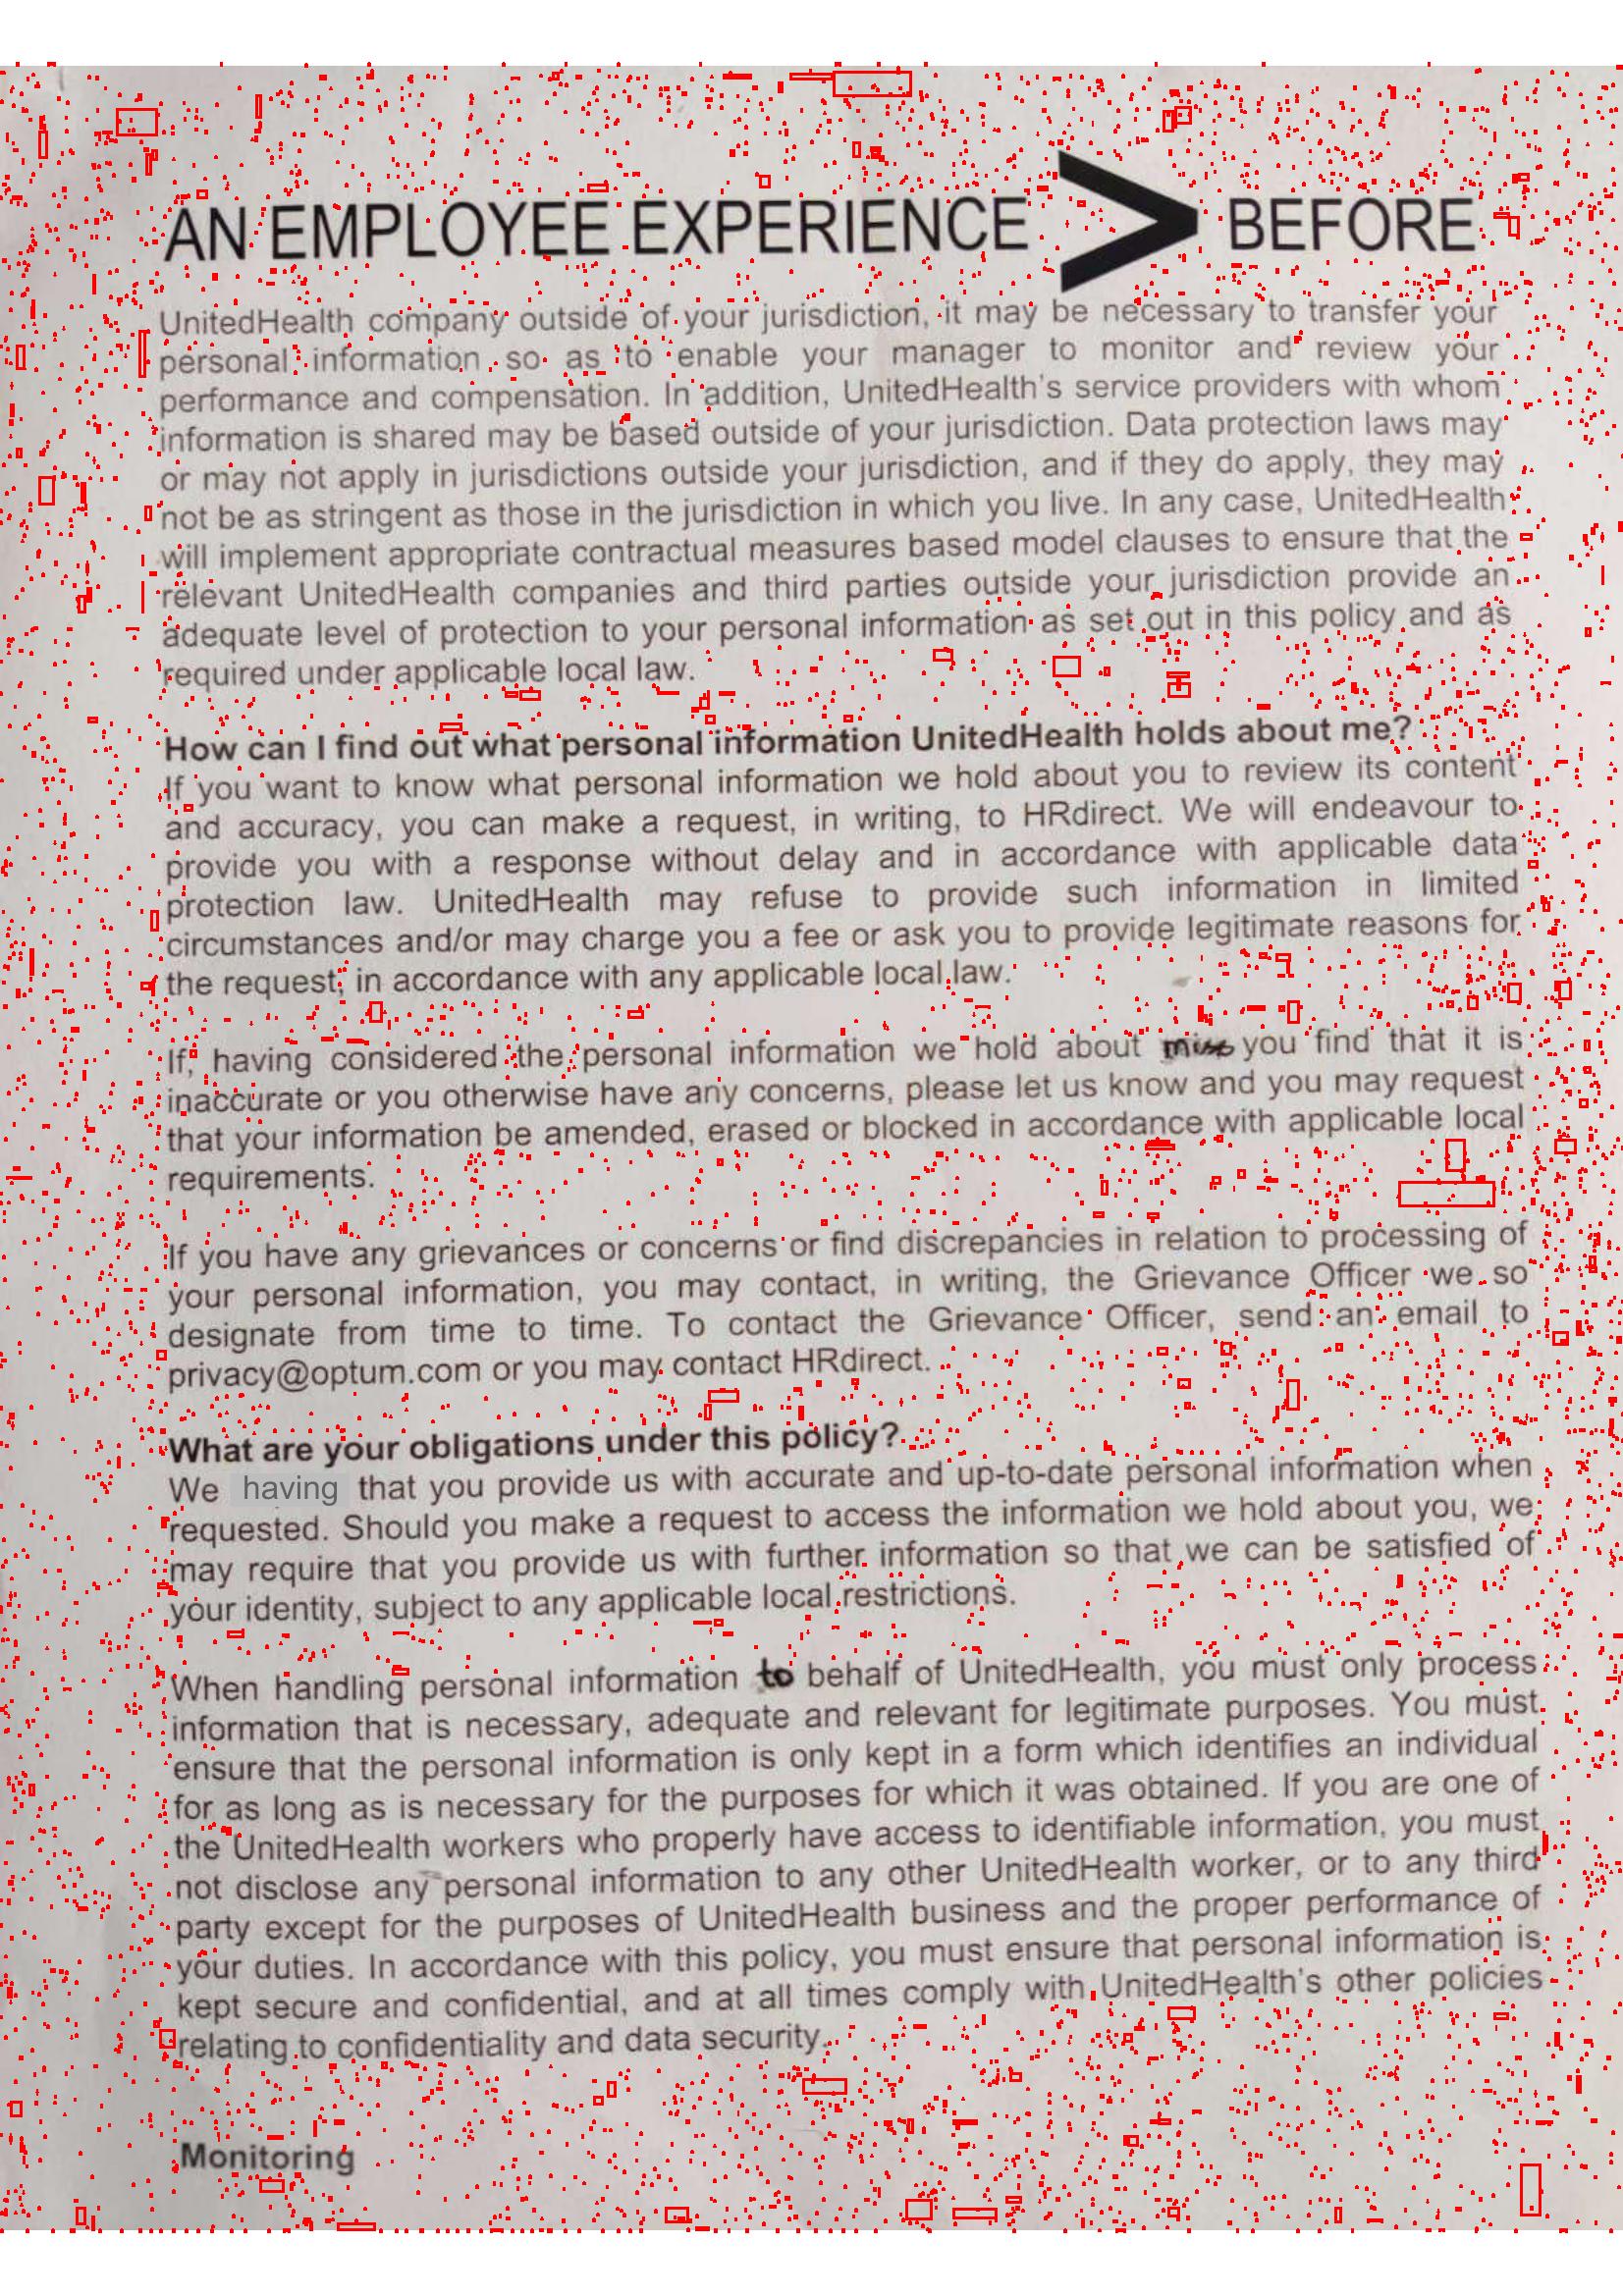 AN EMPLOYEE EXPERIENCE > BEFORE
UnitedHealth company outside of your jurisdiction, it may be necessary to transfer your
personal information so as to enable your manager to monitor and review your
performance and compensation. In addition, UnitedHealth's service providers with whom
information is shared may be based outside of your jurisdiction. Data protection laws may
or may not apply in jurisdictions outside your jurisdiction, and if they do apply, they may
not be as stringent as those in the jurisdiction in which you live. In any case, UnitedHealth
will implement appropriate contractual measures based model clauses to ensure that the
relevant UnitedHealth companies and third parties outside your jurisdiction provide an
adequate level of protection to your personal information as set out in this policy and as
required under applicable local law.
How can I find out what personal information UnitedHealth holds about me?
If you want to know what personal information we hold about you to review its content
and accuracy, you can make a request, in writing, to HRdirect. We will endeavour to
provide you with a response without delay and in accordance with applicable data
protection law. UnitedHealth may refuse to provide such information in limited
circumstances and/or may charge you a fee or ask you to provide legitimate reasons for
the request, in accordance with any applicable local law.
If, having considered the personal information we hold about you find that it is
inaccurate or you otherwise have any concerns, please let us know and you may request
that your information be amended, erased or blocked in accordance with applicable local
requirements.
If you have any grievances or concerns or find discrepancies in relation to processing of
your personal information, you may contact, in writing, the Grievance Officer we so
designate from time to time. To contact the Grievance Officer, send an email to
privacy@optum.com or you may contact HRdirect.
What are your obligations under this policy?
We having that you provide us with accurate and up-to-date personal information when
requested. Should you make a request to access the information we hold about you, we
may require that you provide us with further information so that we can be satisfied of
your identity, subject to any applicable local restrictions.
When handling personal information to behalf of UnitedHealth, you must only process
information that is necessary, adequate and relevant for legitimate purposes. You must
ensure that the personal information is only kept in a form which identifies an individual
for as long as is necessary for the purposes for which it was obtained. If you are one of
the UnitedHealth workers who properly have access to identifiable information, you must
not disclose any personal information to any other UnitedHealth worker, or to any third
party except for the purposes of UnitedHealth business and the proper performance of
your duties. In accordance with this policy, you must ensure that personal information is
kept secure and confidential, and at all times comply with UnitedHealth's other policies
relating to confidentiality and data security.
Monitoring